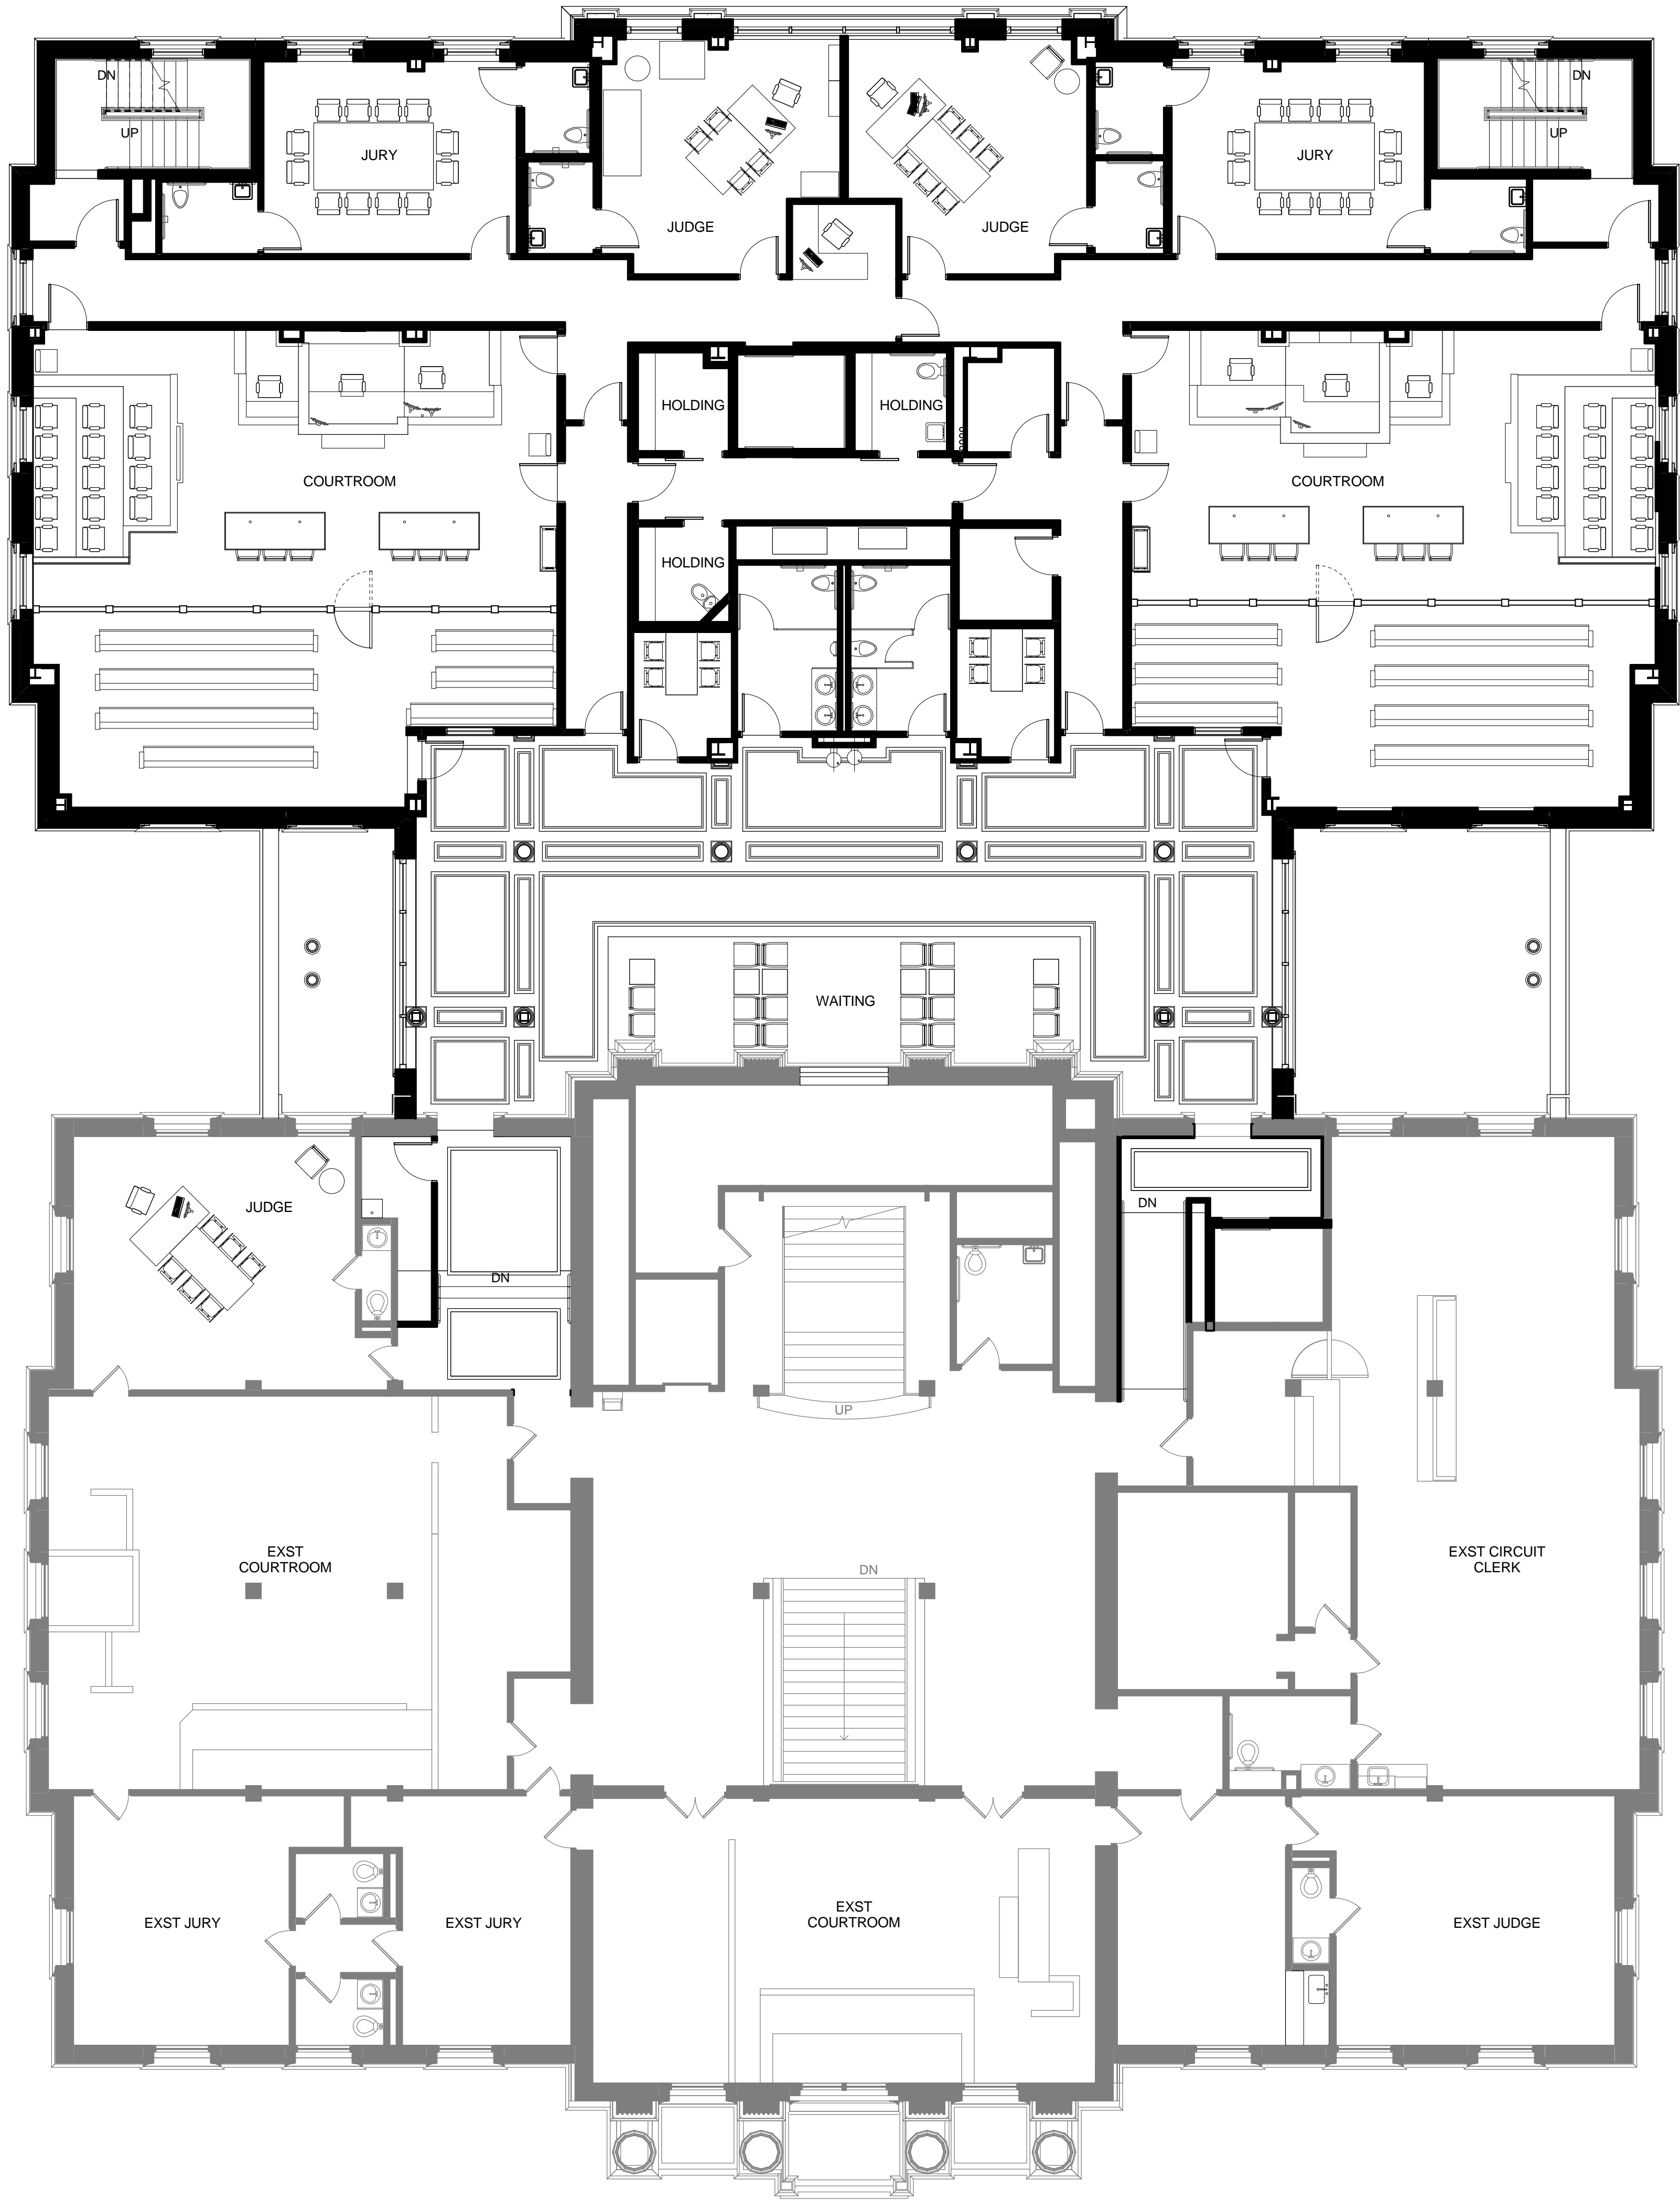 DN
DN
UP
UP
JURY
JURY
JUDGE
JUDGE
HOLDING
HOLDING
COURTROOM
COURTROOM
HOLDING
WAITING
JUDGE
DN
DN
UP
EXST
COURTROOM
EXST CIRCUIT
CLERK
DN
EXST
COURTROOM
EXST JURY
EXST JURY
EXST JUDGE